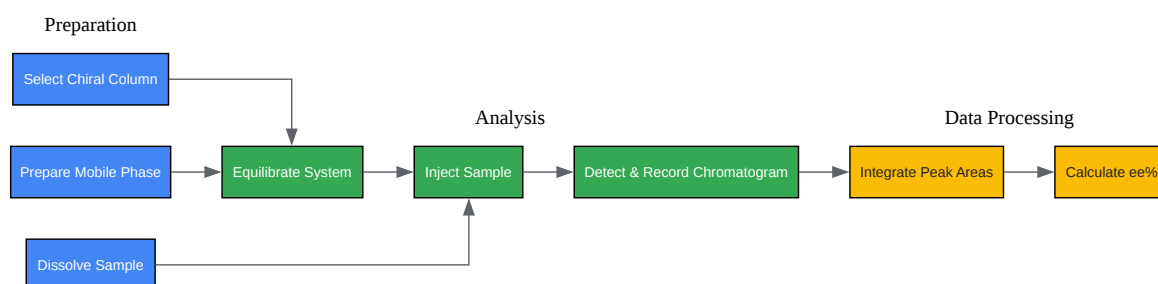 Preparation
Select Chiral Column
Analysis
Data Processing
Prepare Mobile Phase
Equilibrate System
Inject Sample
Detect & Record Chromatogram
Integrate Peak Areas
Calculate ee%
Dissolve Sample